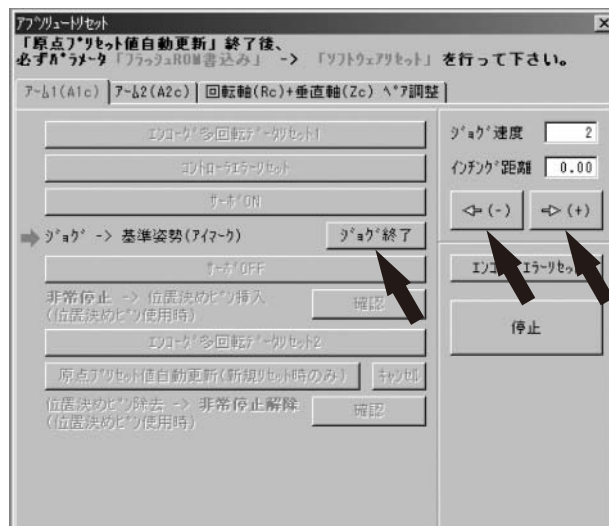 アブソリュートリセット
「原点プリセット値自動更新」終了後、
必ずパラメータ「フラッシュROM書込み」 -> 「ソフトウェアリセット」 を行って下さい。
アーム1(A1c) アーム2(A2c) 回転軸(Rc)+垂直軸(Zc) ペア調整
エンコーダ多回転データリセット1
コントローラエラーリセット
サーボON
ジョグ -> 基準姿勢(アイマーク) ジョグ終了
サーボOFF
非常停止 -> 位置決めピン挿入
(位置決めピン使用時)
確認
エンコーダ多回転データリセット2
原点プリセット値自動更新(新規リセット時のみ) キャンセル
位置決めピン除去 -> 非常停止解除
(位置決めピン使用時)
確認
ジョグ速度 2
インチング距離 0.00
(-) (+)
エンコーダエラーリセット
停止